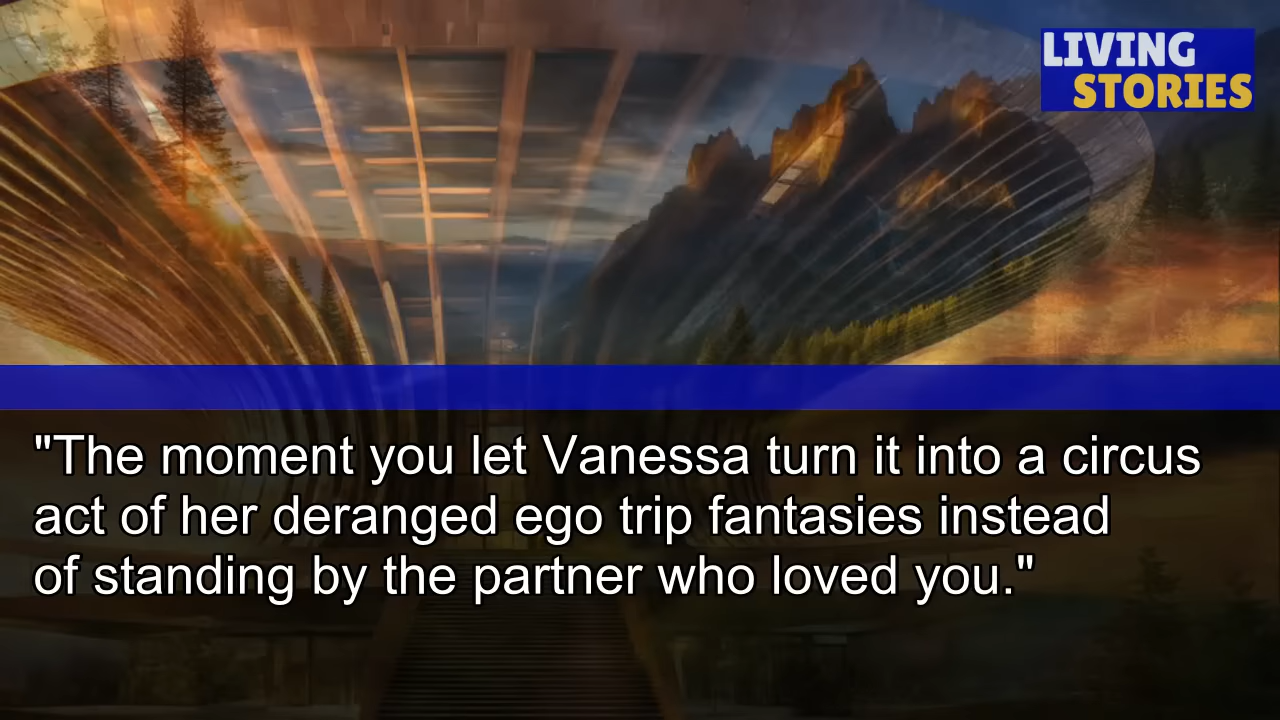 LIVING
STORIES
"The moment you let Vanessa turn it into a circus
act of her deranged ego trip fantasies instead
of standing by the partner who loved you."